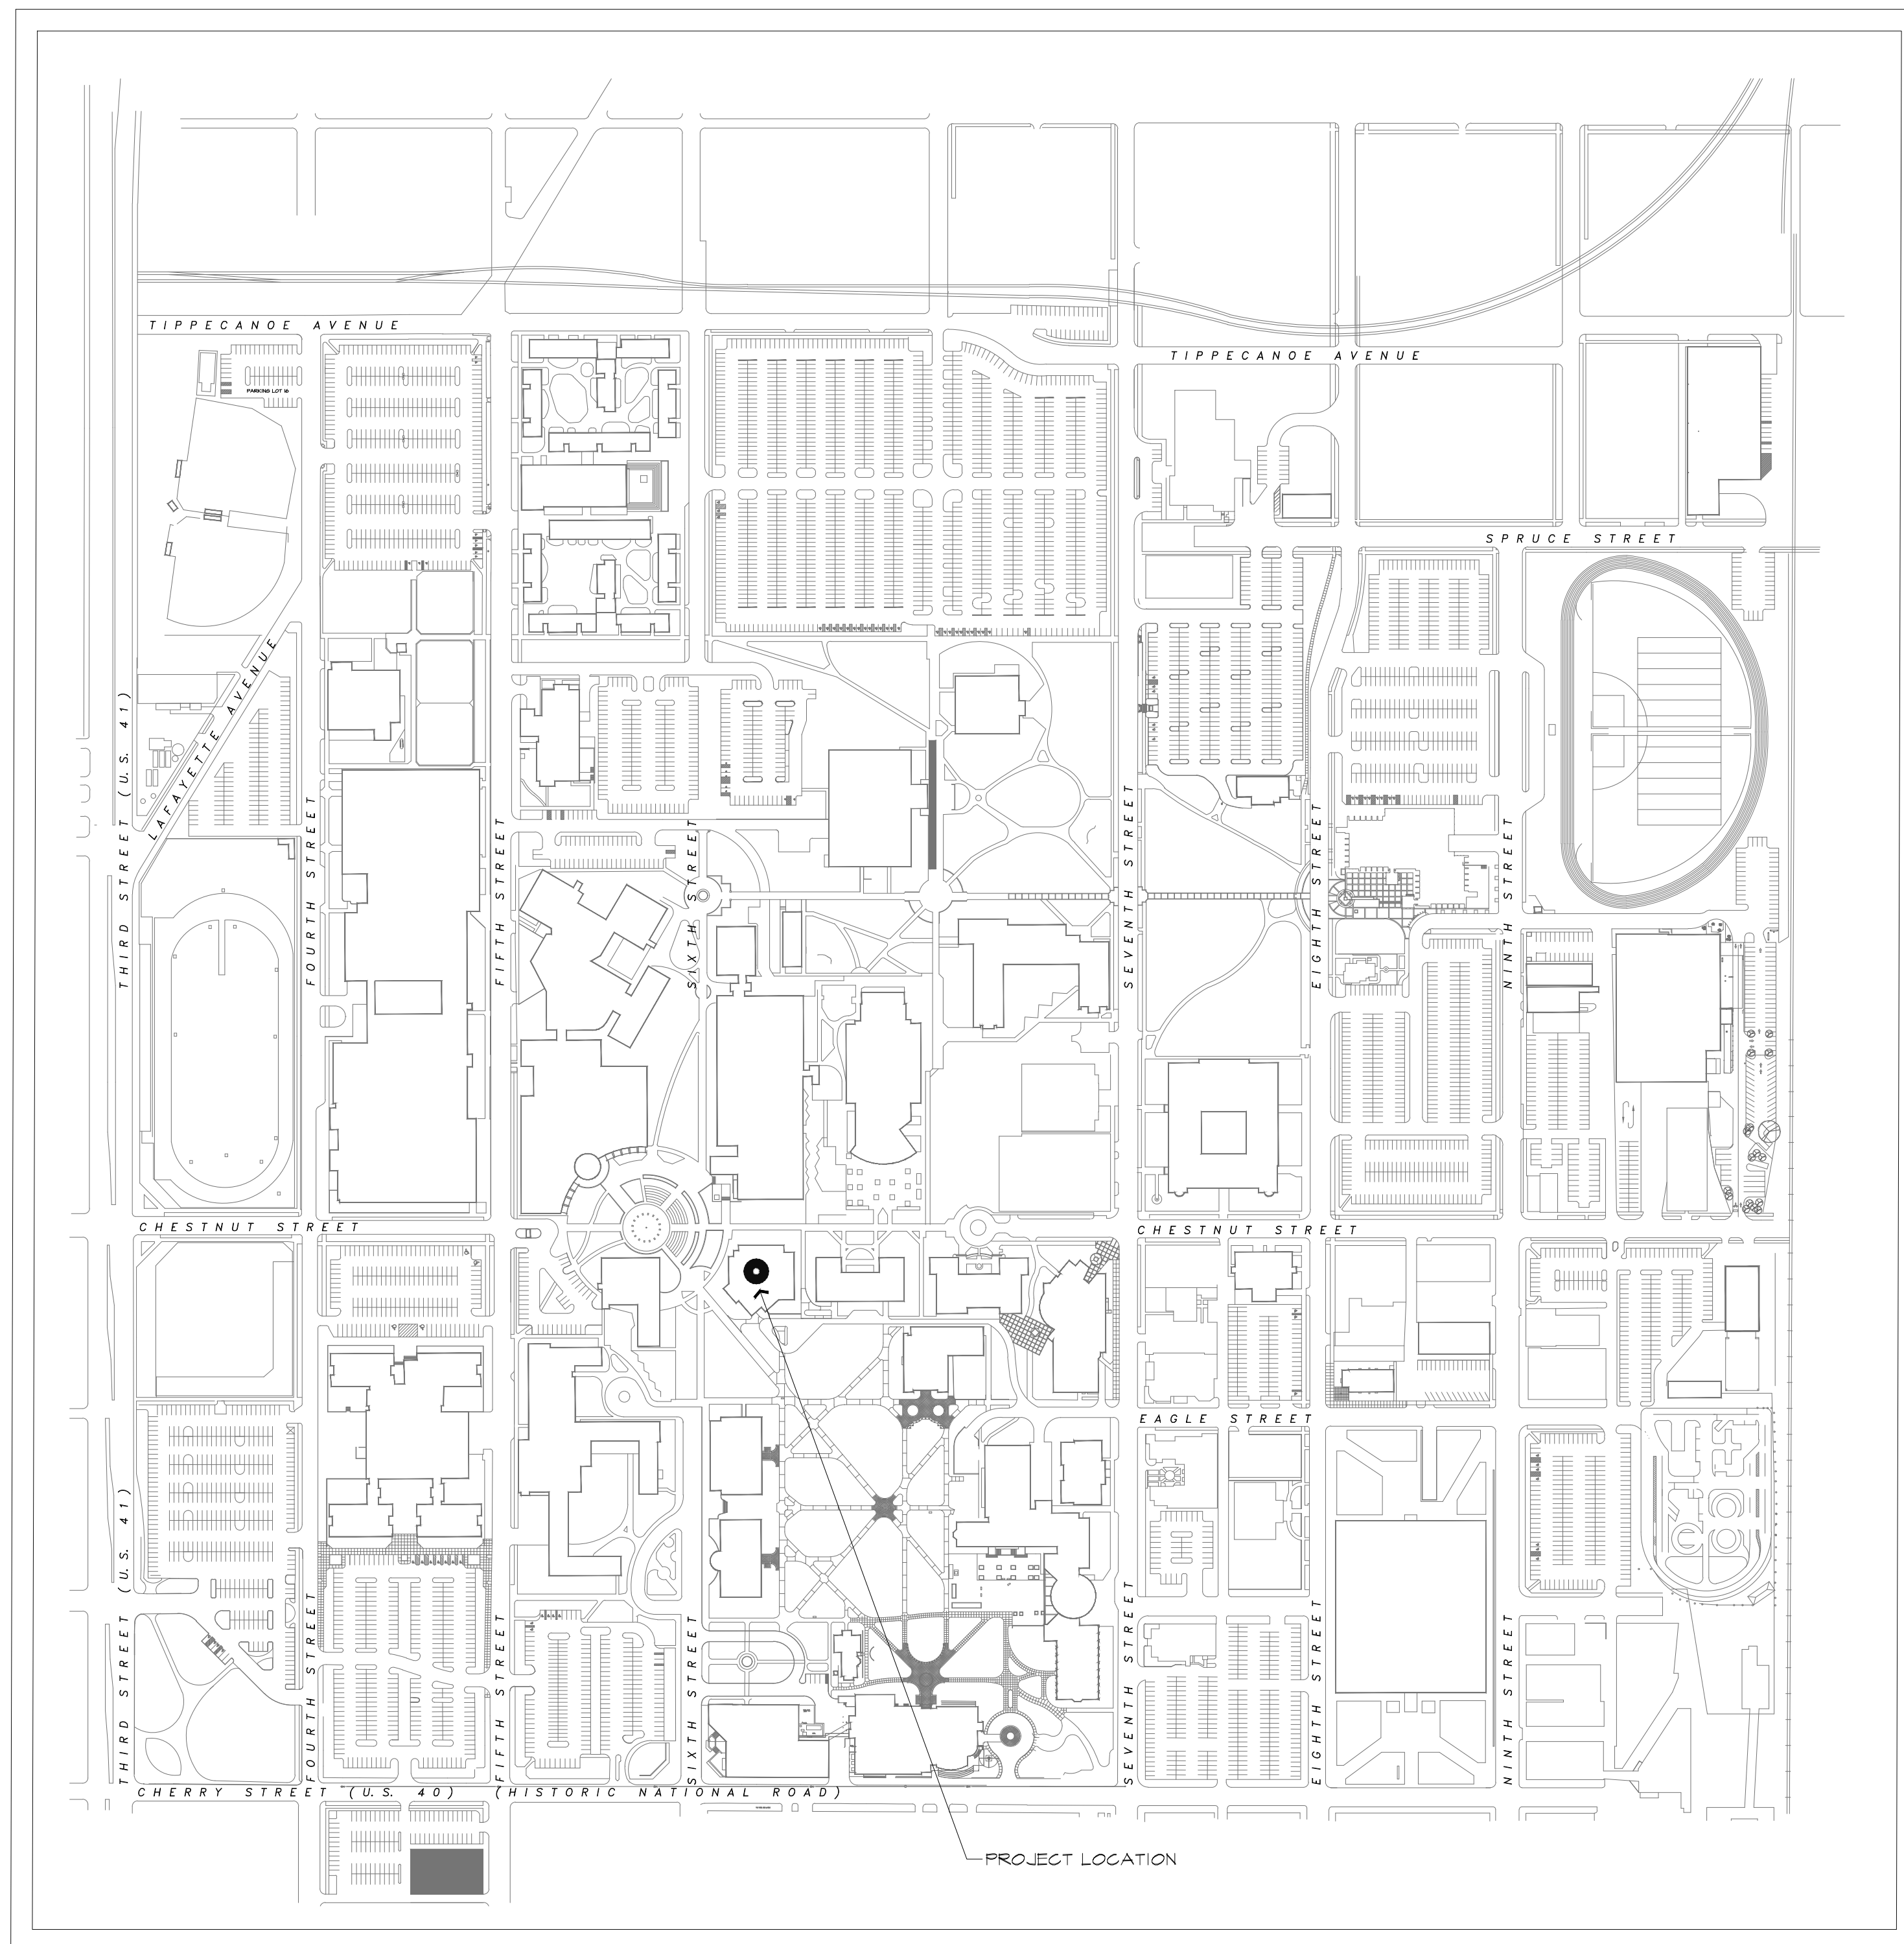 TIPPECANOE AVENUE
TIPPECANOE AVENUE
PARKING LOT 18
SPRUCE STREET
THIRD STREET (U.S. 41)
LAFAYETTE AVENUE
FOURTH STREET
FIFTH STREET
SIXTH STREET
SEVENTH STREET
EIGHTH STREET
NINTH STREET
CHESTNUT STREET
CHESTNUT STREET
EAGLE STREET
THIRD STREET (U.S. 41)
FOURTH STREET
FIFTH STREET
SIXTH STREET
SEVENTH STREET
EIGHTH STREET
NINTH STREET
CHERRY STREET (U.S. 40) (HISTORIC NATIONAL ROAD)
PROJECT LOCATION